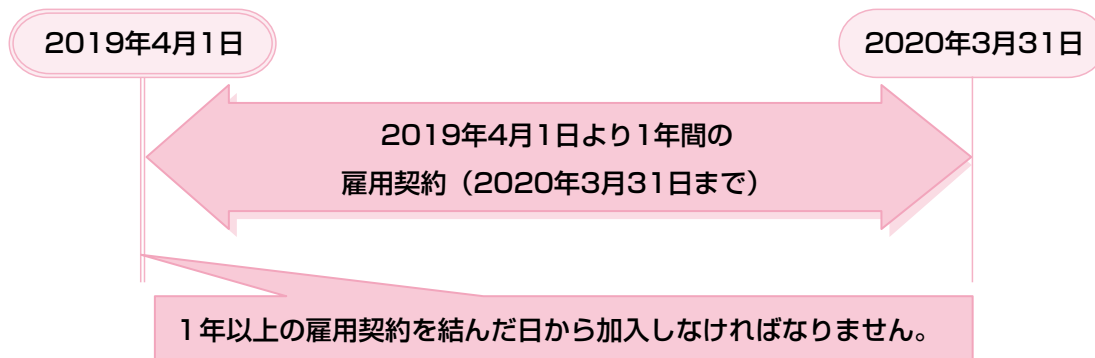 2019年4月1日
2020年3月31日
2019年4月1日より1年間の
雇用契約（2020年3月31日まで）
1年以上の雇用契約を結んだ日から加入しなければなりません。